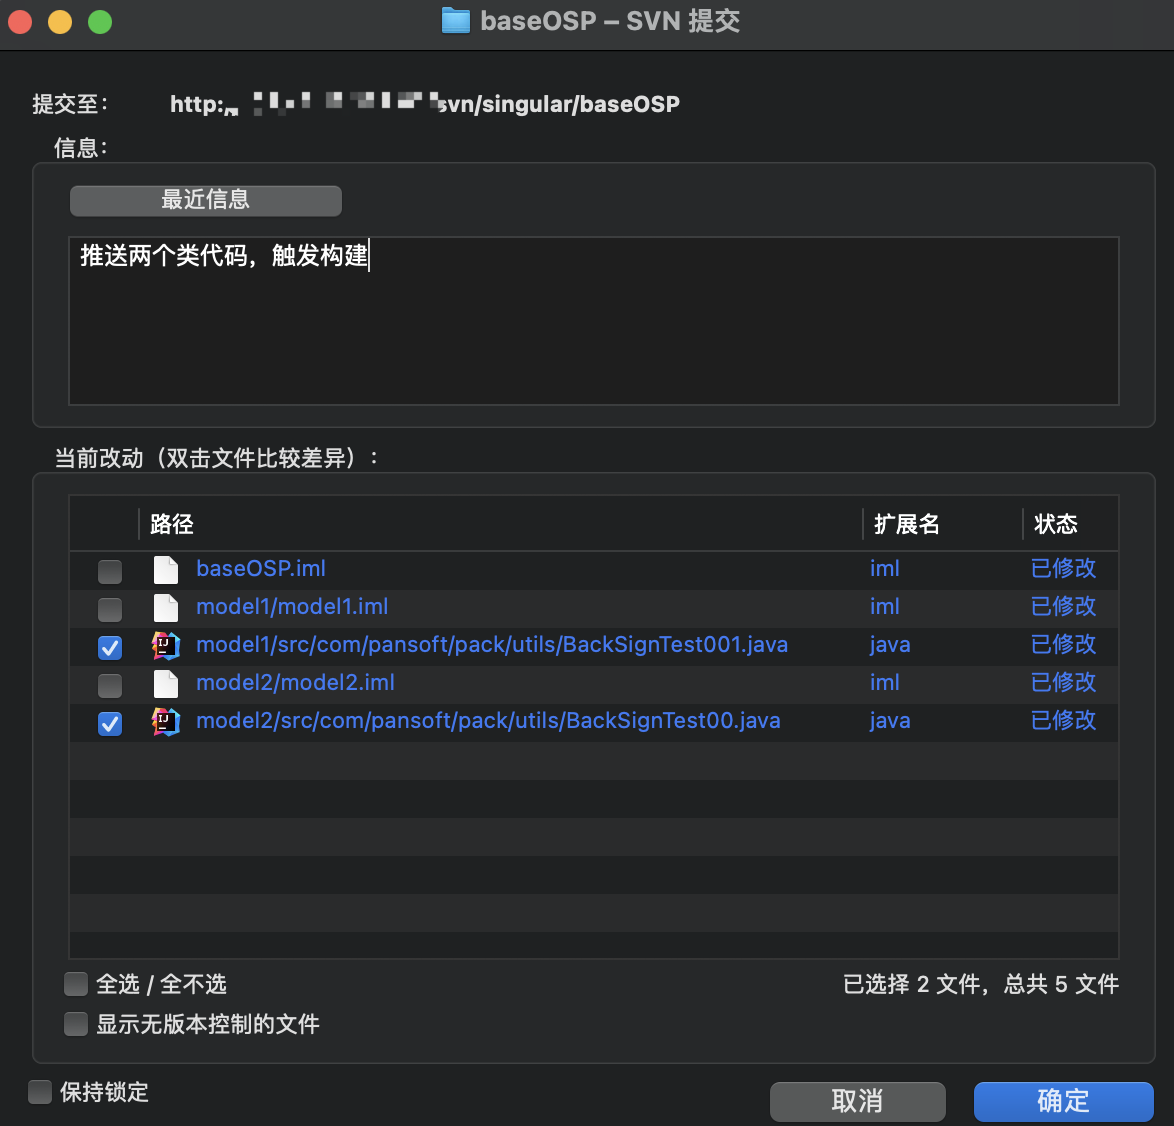 baseOSP – SVN 提交
提交至： http: svn/singular/baseOSP
信息：
最近信息
推送两个类代码，触发构建
当前改动（双击文件比较差异）：
路径 扩展名 状态
baseOSP.iml iml 已修改
model1/model1.iml iml 已修改
model1/src/com/pansoft/pack/utils/BackSignTest001.java java 已修改
model2/model2.iml iml 已修改
model2/src/com/pansoft/pack/utils/BackSignTest00.java java 已修改
全选 / 全不选 已选择 2 文件，总共 5 文件
显示无版本控制的文件
保持锁定
取消 确定